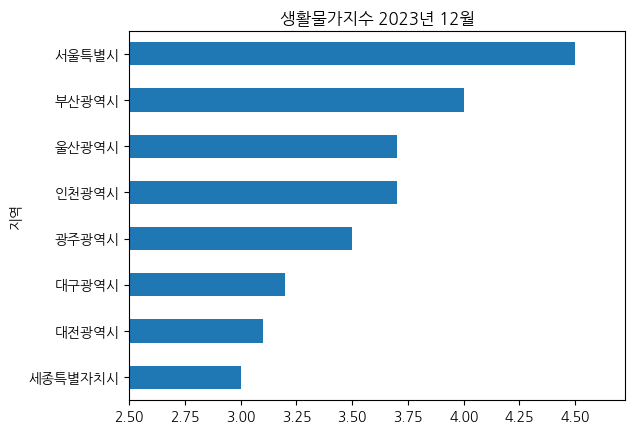 생활물가지수 2023년 12월
서울특별시
부산광역시
울산광역시
인천광역시
광주광역시
대구광역시
대전광역시
세종특별자치시
지역
2.50 2.75 3.00 3.25 3.50 3.75 4.00 4.25 4.50